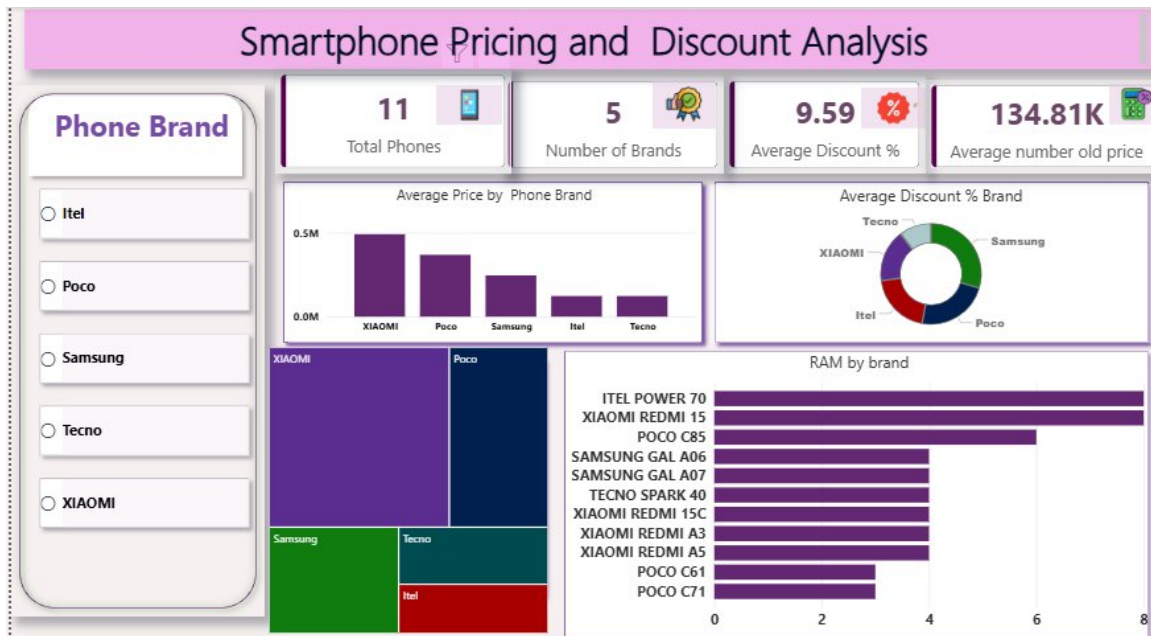 Smartphone Pricing and Discount Analysis
Phone Brand
Itel
Poco
Samsung
Tecno
XIAOMI
11
Total Phones
5
Number of Brands
9.59
Average Discount %
134.81K
Average number old price
Average Price by Phone Brand
0.5M
0.0M
XIAOMI
Poco
Samsung
Itel
Tecno
Average Discount % Brand
Tecno
Samsung
XIAOMI
Itel
Poco
XIAOMI
Poco
Samsung
Tecno
Itel
RAM by brand
ITEL POWER 70
XIAOMI REDMI 15
POCO C85
SAMSUNG GAL A06
SAMSUNG GAL A07
TECNO SPARK 40
XIAOMI REDMI 15C
XIAOMI REDMI A3
XIAOMI REDMI A5
POCO C61
POCO C71
0 2 4 6 8